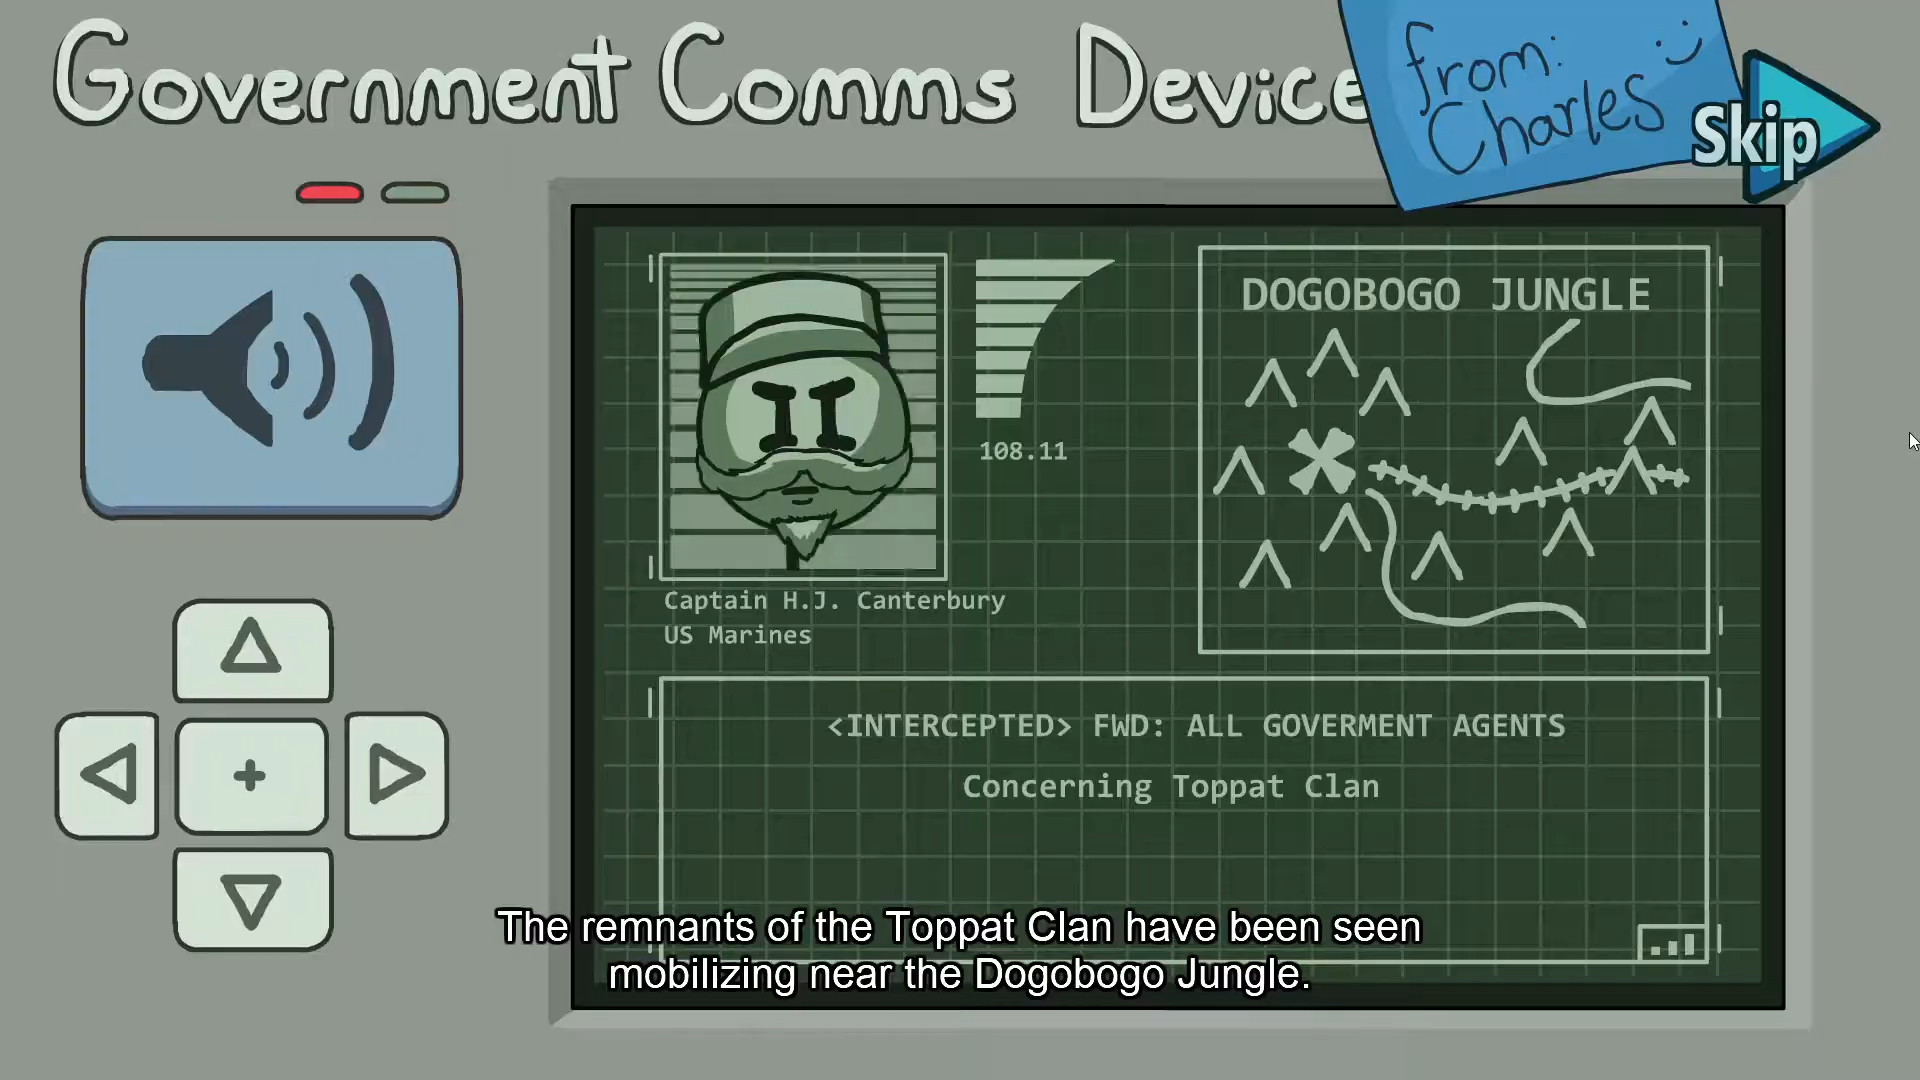 Government Comms Device
from:
Charles :)
Skip
DOGOBOGO JUNGLE
108.11
Captain H.J. Canterbury
US Marines
<INTERCEPTED> FWD: ALL GOVERMENT AGENTS
Concerning Toppat Clan
The remnants of the Toppat Clan have been seen
mobilizing near the Dogobogo Jungle.